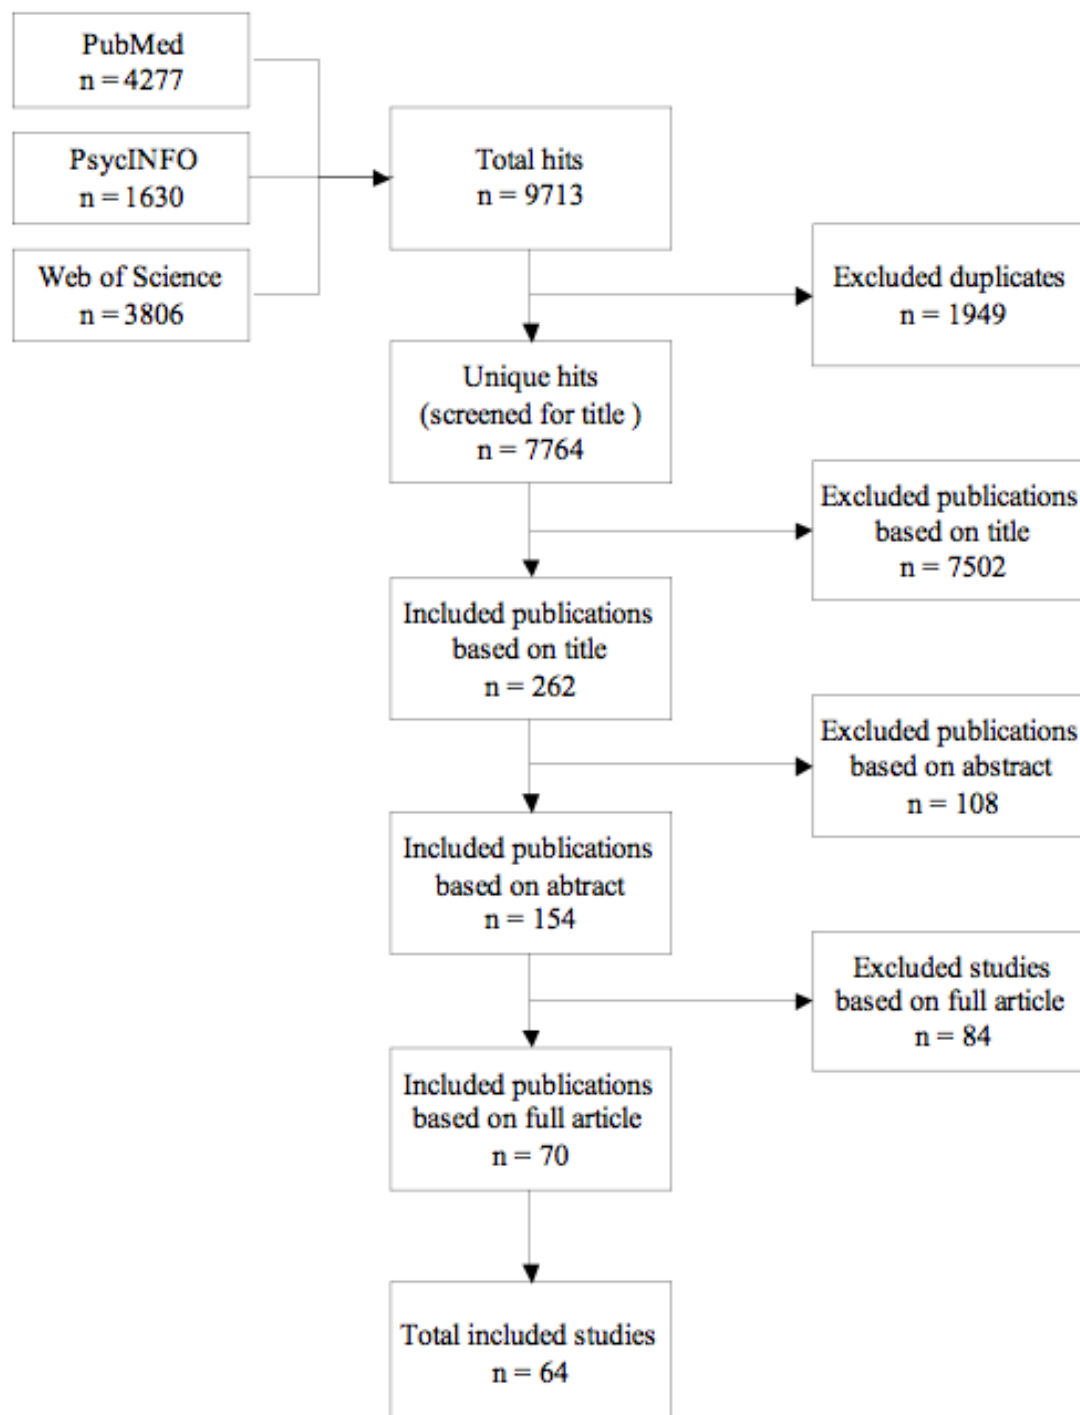 PubMed
n = 4277
PsycINFO
n = 1630
Web of Science
n = 3806
Total hits
n = 9713
Excluded duplicates
n = 1949
Unique hits
(screened for title )
n = 7764
Excluded publications
based on title
n = 7502
Included publications
based on title
n = 262
Excluded publications
based on abstract
n = 108
Included publications
based on abtract
n = 154
Excluded studies
based on full article
n = 84
Included publications
based on full article
n = 70
Total included studies
n = 64